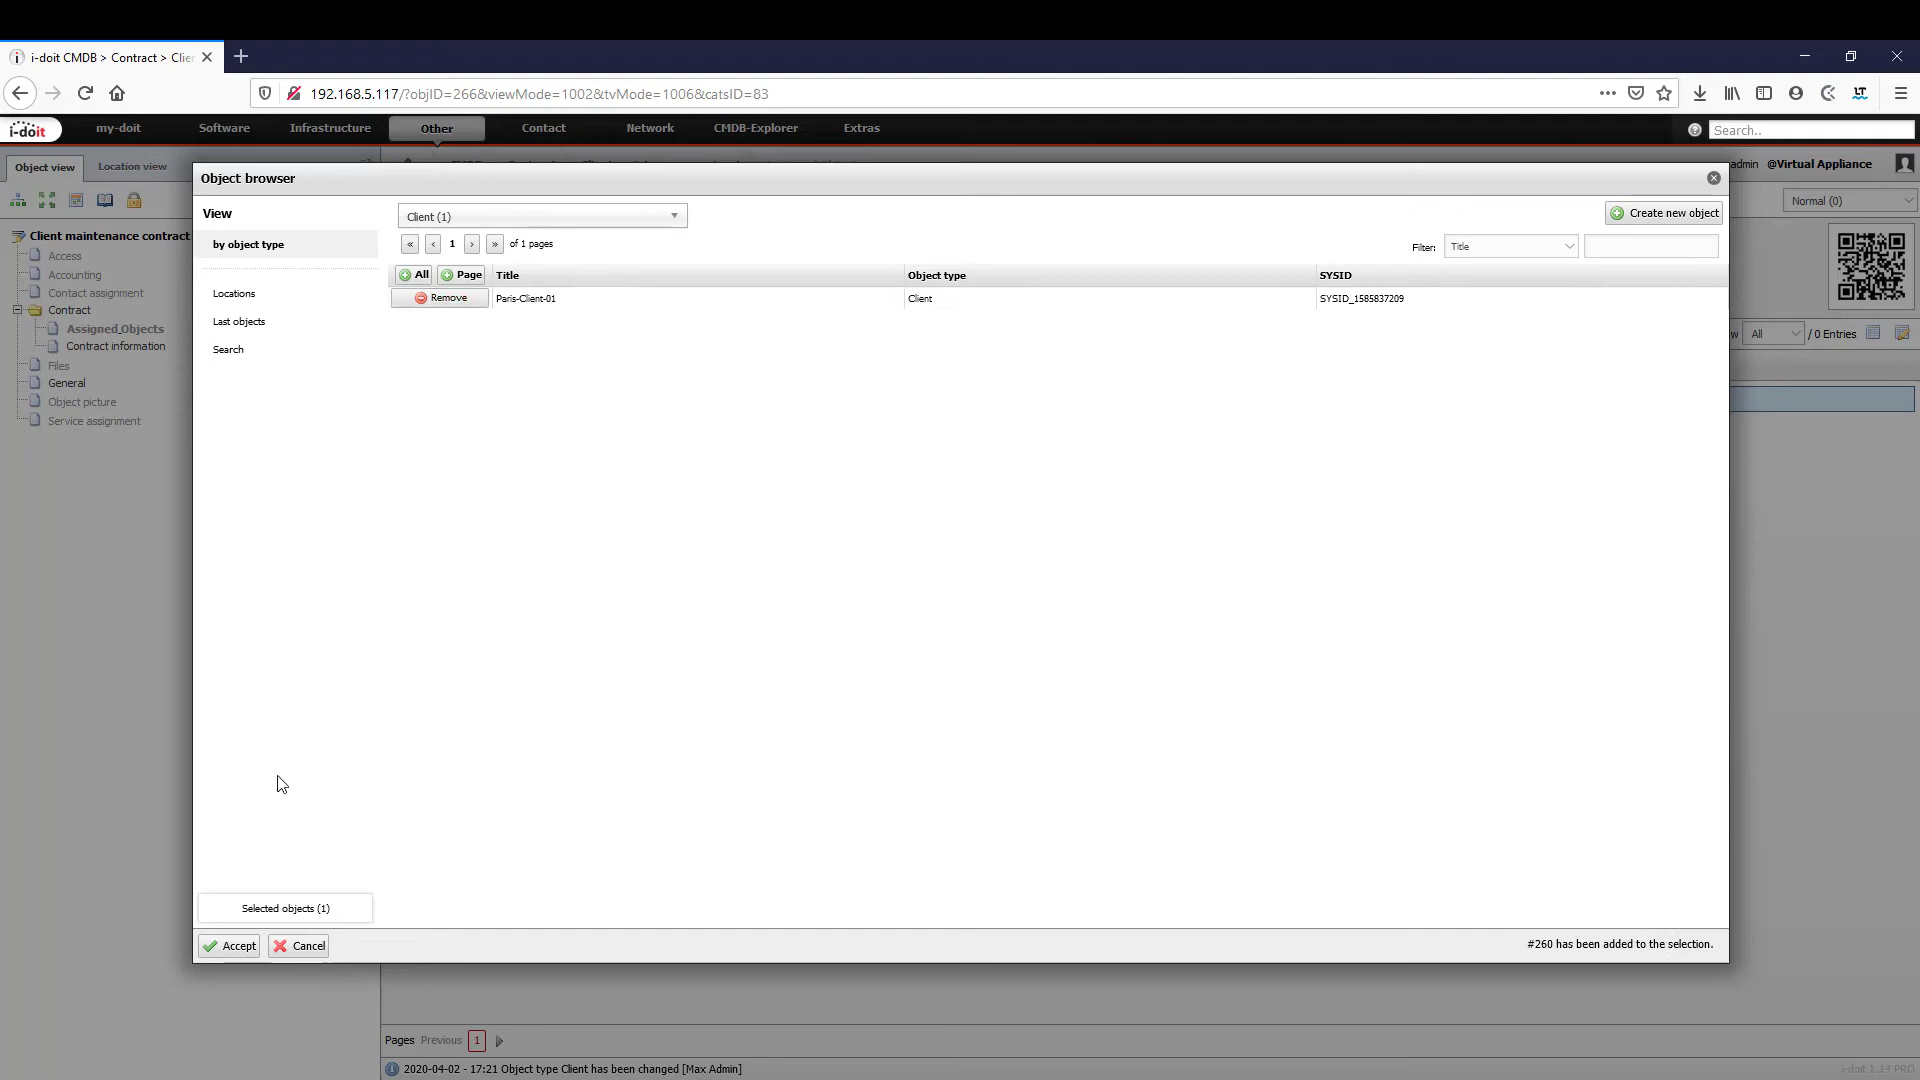 i-doit CMDB > Contract > Clie
192.168.5.117/?objID=266&viewMode=1002&tvMode=1006&catsID=83
i-doit
my-doit
Software
Infrastructure
Other
Contact
Network
CMDB-Explorer
Extras
Search..
Object view
Location view
admin @Virtual Appliance
Normal (0)
Client maintenance contract
Access
Accounting
Contact assignment
Contract
Assigned_Objects
Contract information
Files
General
Object picture
Service assignment
Object browser
View
by object type
Locations
Last objects
Search
Client (1)
Create new object
« ‹ 1 › » of 1 pages
Filter: Title
All Page Title Object type SYSID
Remove Paris-Client-01 Client SYSID_1585837209
w All / 0 Entries
Selected objects (1)
Accept Cancel
#260 has been added to the selection.
Pages Previous 1
2020-04-02 - 17:21 Object type Client has been changed [Max Admin]
i-doit 1.14 PRO